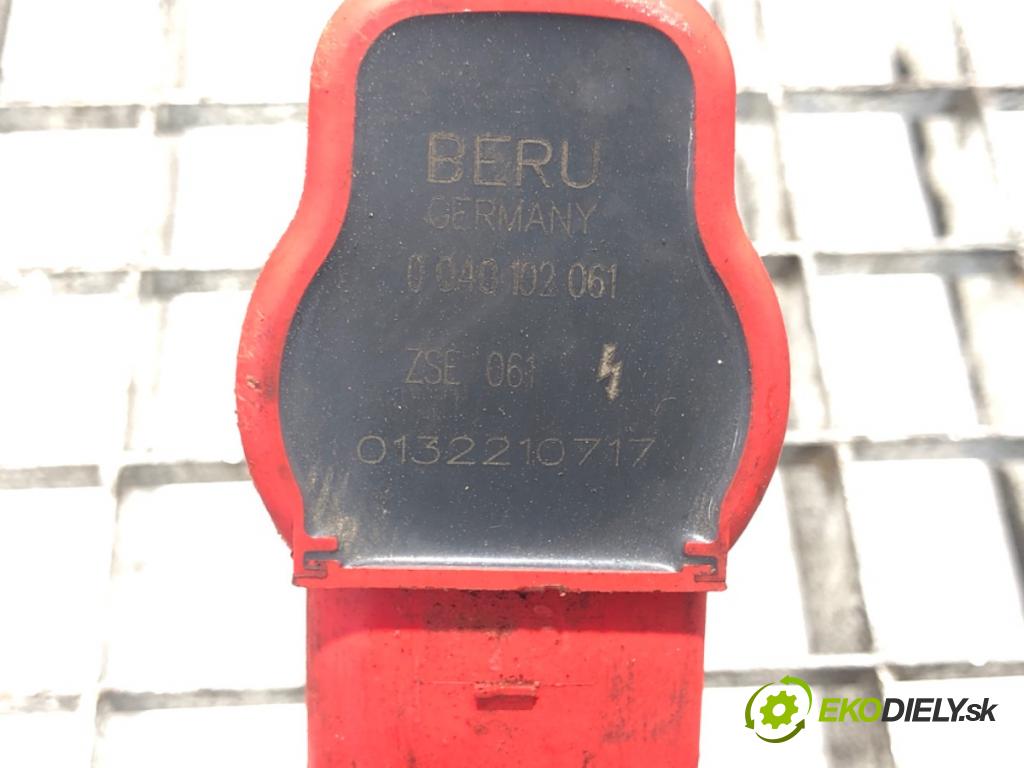 BERU
GERMANY
0 040 102 061
ZSE 061
0132210717
EKODIELY.sk